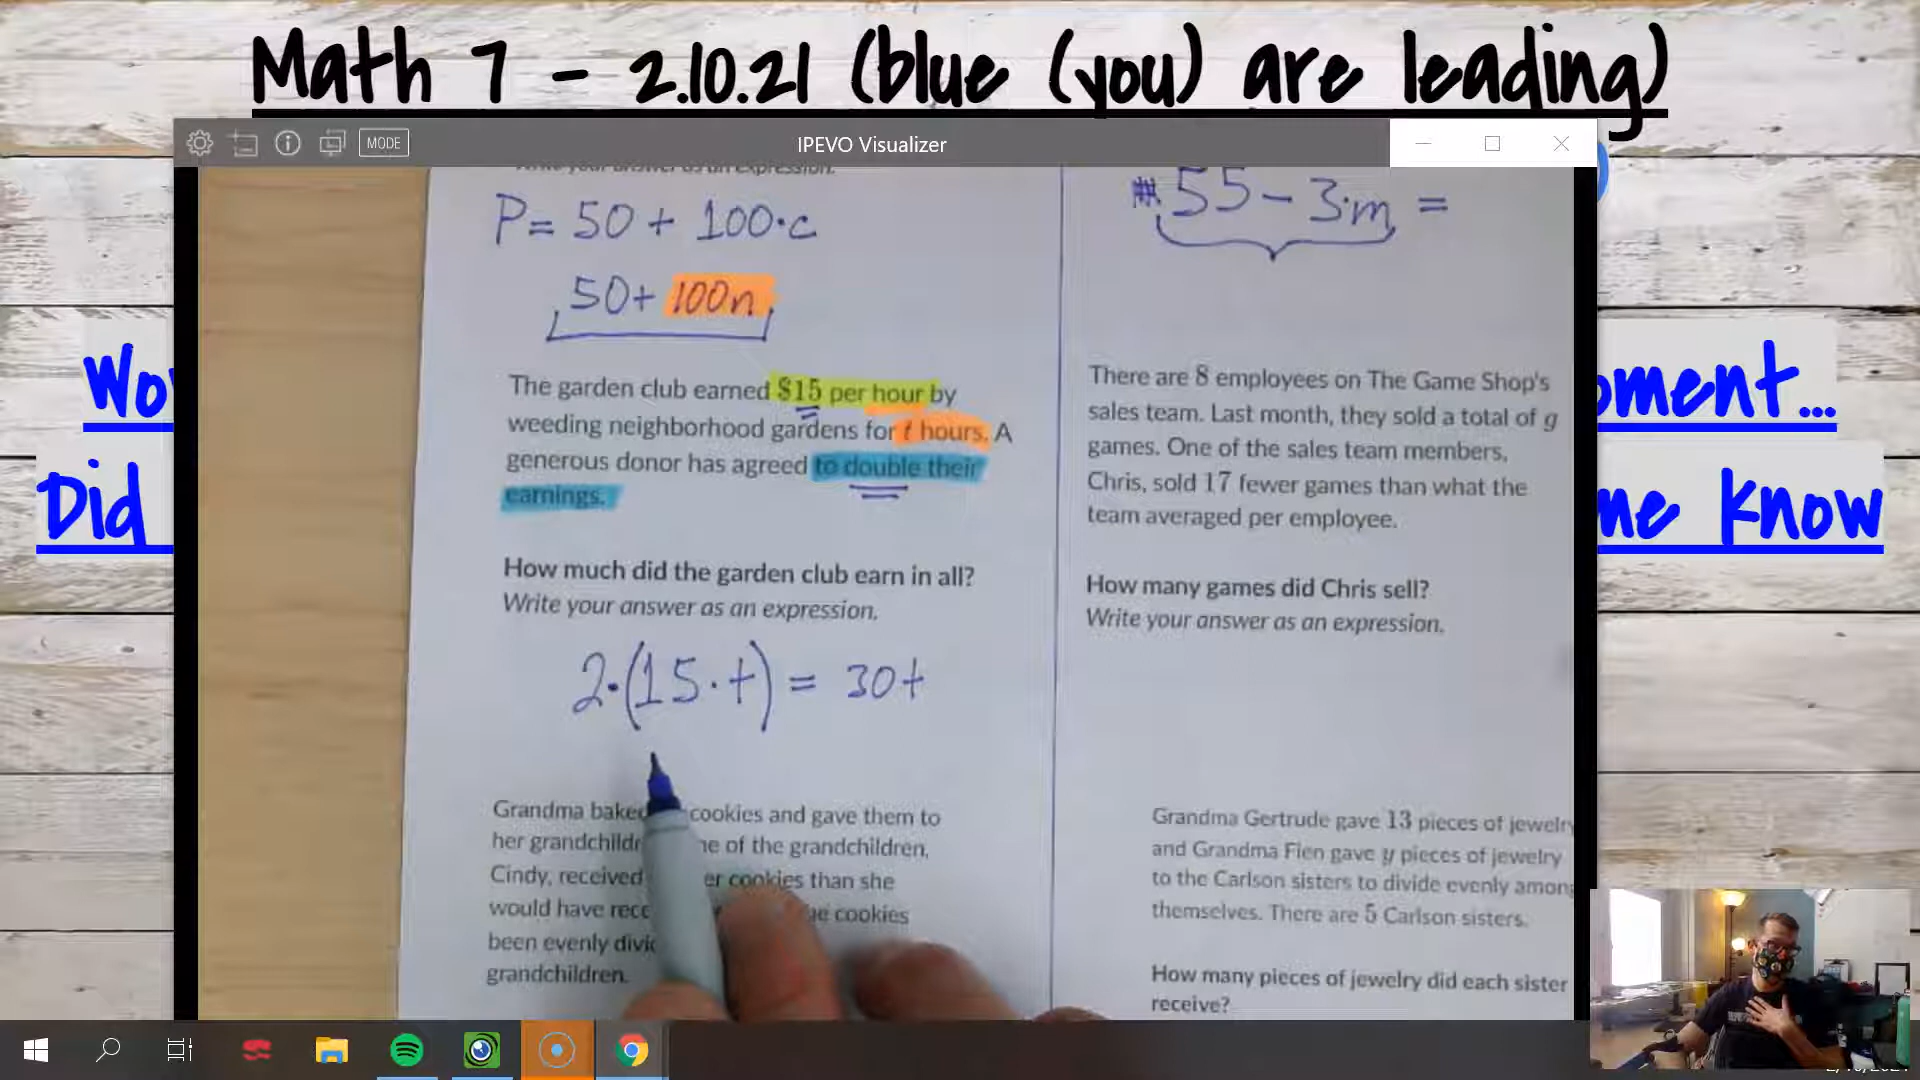 Math 7 - 2.10.21 (blue (you) are leading)
MODE
IPEVO Visualizer
Write your answer as an expression.
P = 50 + 100·c
50+ 100n
55 - 3·m =
The garden club earned $15 per hour by
weeding neighborhood gardens for t hours. A
generous donor has agreed to double their
earnings.
How much did the garden club earn in all?
Write your answer as an expression.
2·(15·t) = 30t
There are 8 employees on The Game Shop's
sales team. Last month, they sold a total of g
games. One of the sales team members,
Chris, sold 17 fewer games than what the
team averaged per employee.
How many games did Chris sell?
Write your answer as an expression.
Grandma baked cookies and gave them to
her of the grandchildren,
Cindy, received cookies than she
would have cookies
been evenly
grandchildren.
Grandma Gertrude gave 13 pieces of jewelry
and Grandma Flen gave y pieces of jewelry
to the Carlson sisters to divide evenly among
themselves. There are 5 Carlson sisters.
How many pieces of jewelry did each sister
receive?
Did know